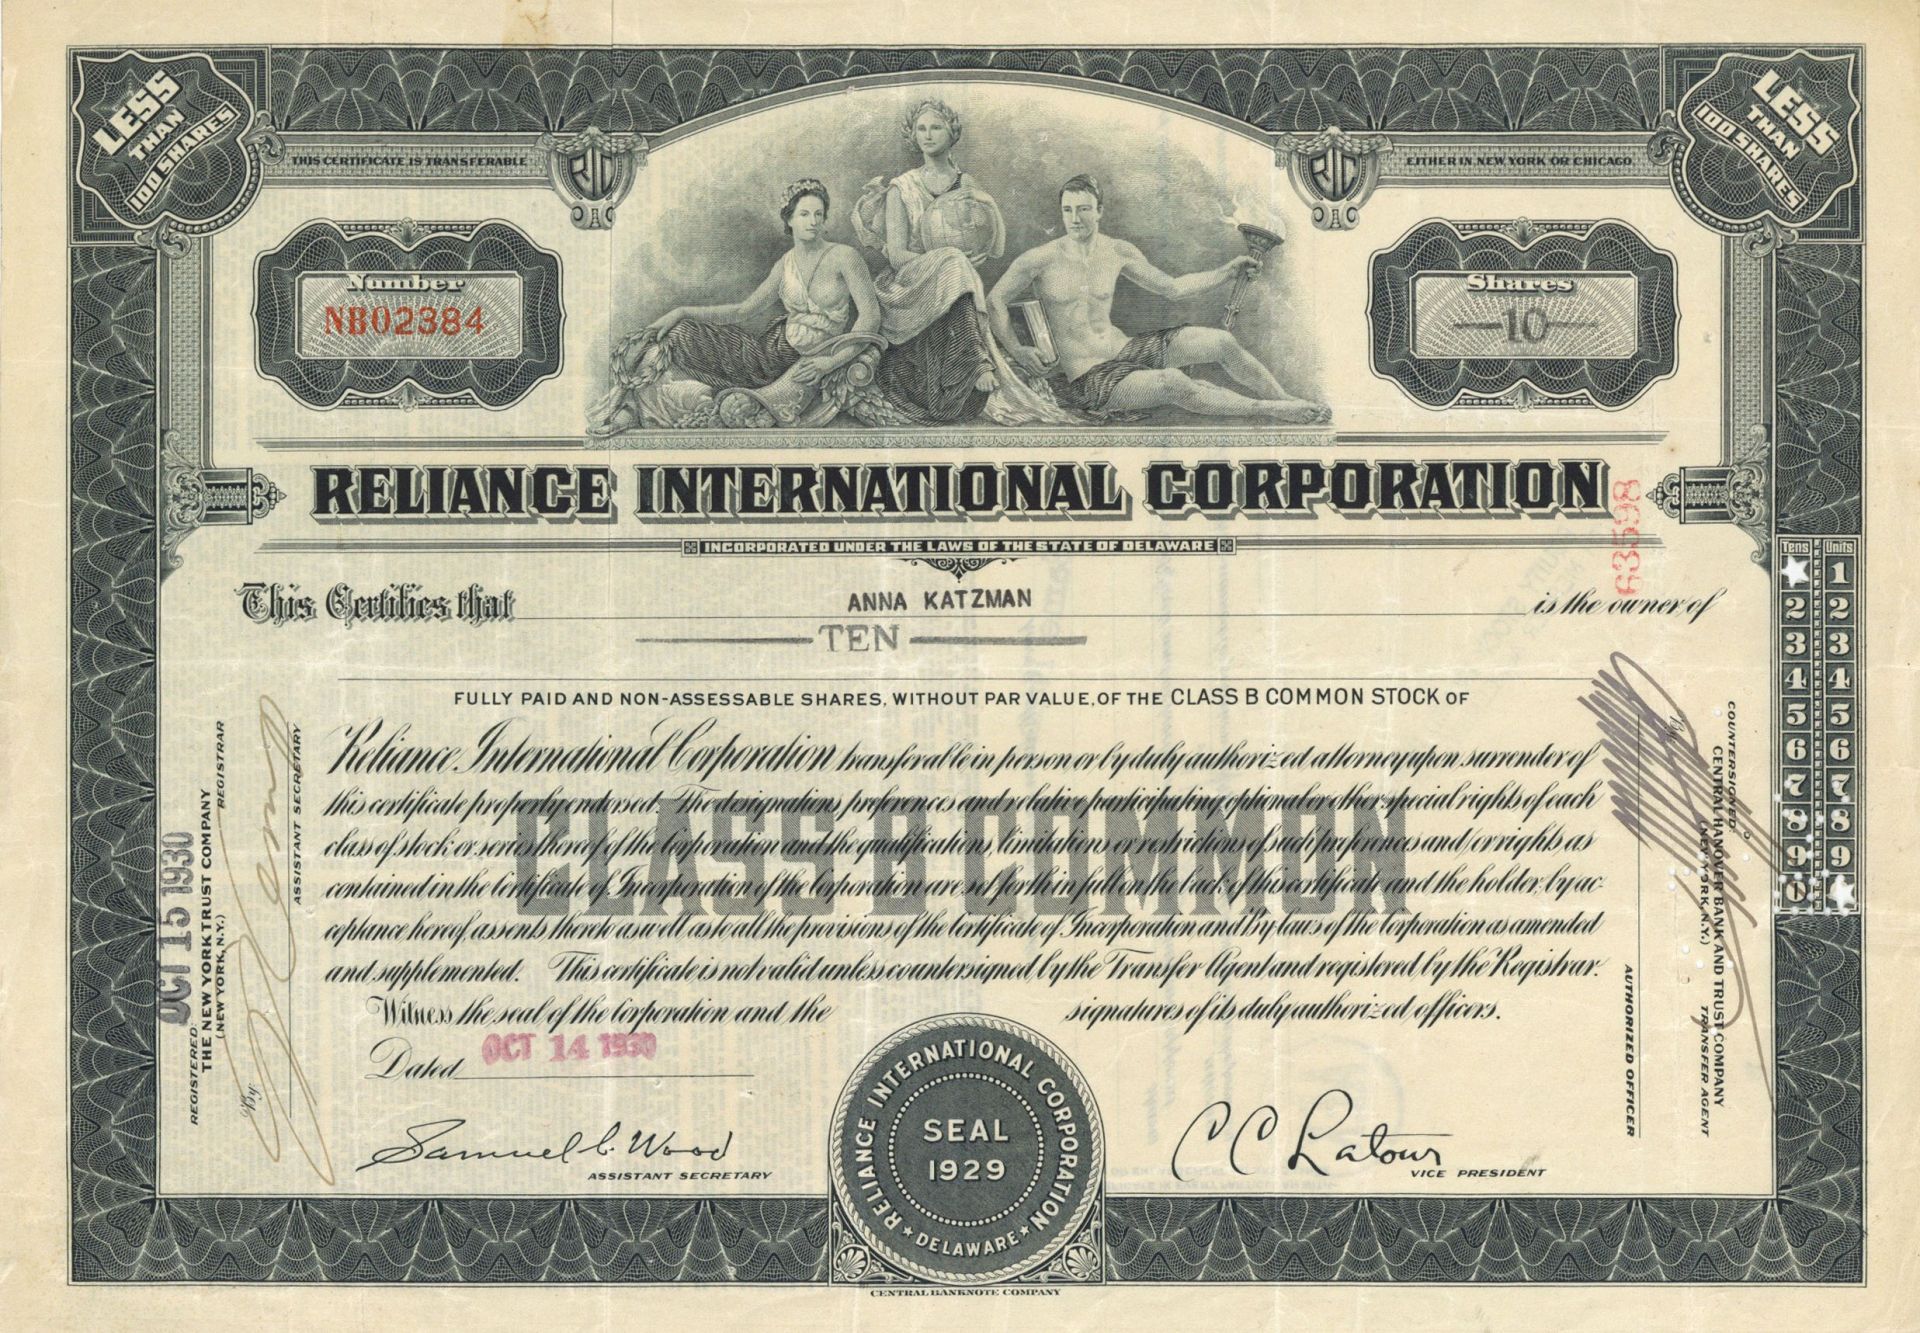 LESS THAN 100 SHARES
THIS CERTIFICATE IS TRANSFERABLE
RIC
RIC
EITHER IN NEW YORK OR CHICAGO
LESS THAN 100 SHARES
Number
NB02384
Shares
10
RELIANCE INTERNATIONAL CORPORATION
INCORPORATED UNDER THE LAWS OF THE STATE OF DELAWARE
63598
This Certifies that ANNA KATZMAN is the owner of
TEN
FULLY PAID AND NON-ASSESSABLE SHARES, WITHOUT PAR VALUE, OF THE CLASS B COMMON STOCK OF
Reliance International Corporation transferable in person or by duly authorized attorney upon surrender of
this certificate properly endorsed. The designations, preferences and relative participating optional or other special rights of each
class of stock or series thereof of the Corporation and the qualifications, limitations or restrictions of such preferences and/or rights as
contained in the Certificate of Incorporation of the Corporation are set forth in full on the back of this certificate and the holder, by ac-
ceptance hereof, assents thereto as well as to all the provisions of the Certificate of Incorporation and By-laws of the Corporation as amended
and supplemented. This certificate is not valid unless countersigned by the Transfer Agent and registered by the Registrar.
Witness the seal of the Corporation and the signatures of its duly authorized officers.
CLASS B COMMON
Dated OCT 14 1930
Samuel C. Wood
ASSISTANT SECRETARY
RELIANCE INTERNATIONAL CORPORATION
SEAL
1929
DELAWARE
C C Latour
VICE PRESIDENT
OCT 15 1930
REGISTERED:
THE NEW YORK TRUST COMPANY
(NEW YORK, N.Y.) REGISTRAR
By
ASSISTANT SECRETARY
COUNTERSIGNED:
CENTRAL HANOVER BANK AND TRUST COMPANY
(NEW YORK, N.Y.) TRANSFER AGENT
By
AUTHORIZED OFFICER
Tens Units
1
2 2
3 3
4 4
5 5
6 6
7 7
8 8
9 9
0
CENTRAL BANKNOTE COMPANY